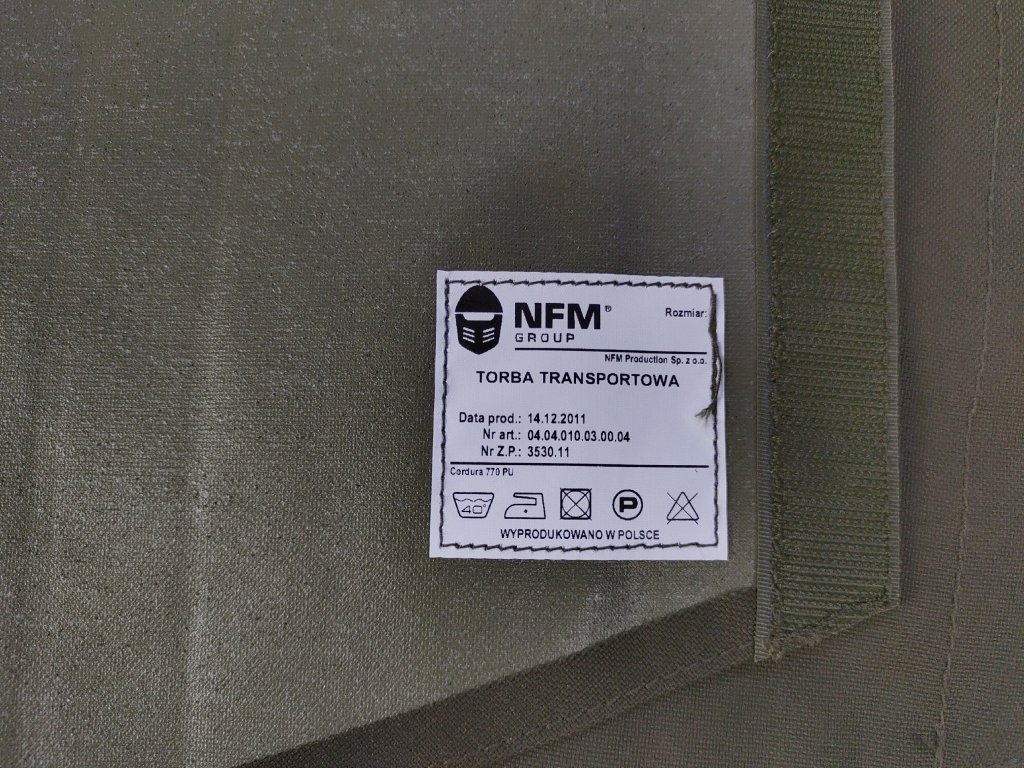 NFM®
GROUP
Rozmiar:
NFM Production Sp. z o.o.
TORBA TRANSPORTOWA
Data prod.: 14.12.2011
Nr art.: 04.04.010.03.00.04
Nr Z.P.: 3530.11
Cordura 770 PU
40° P
WYPRODUKOWANO W POLSCE